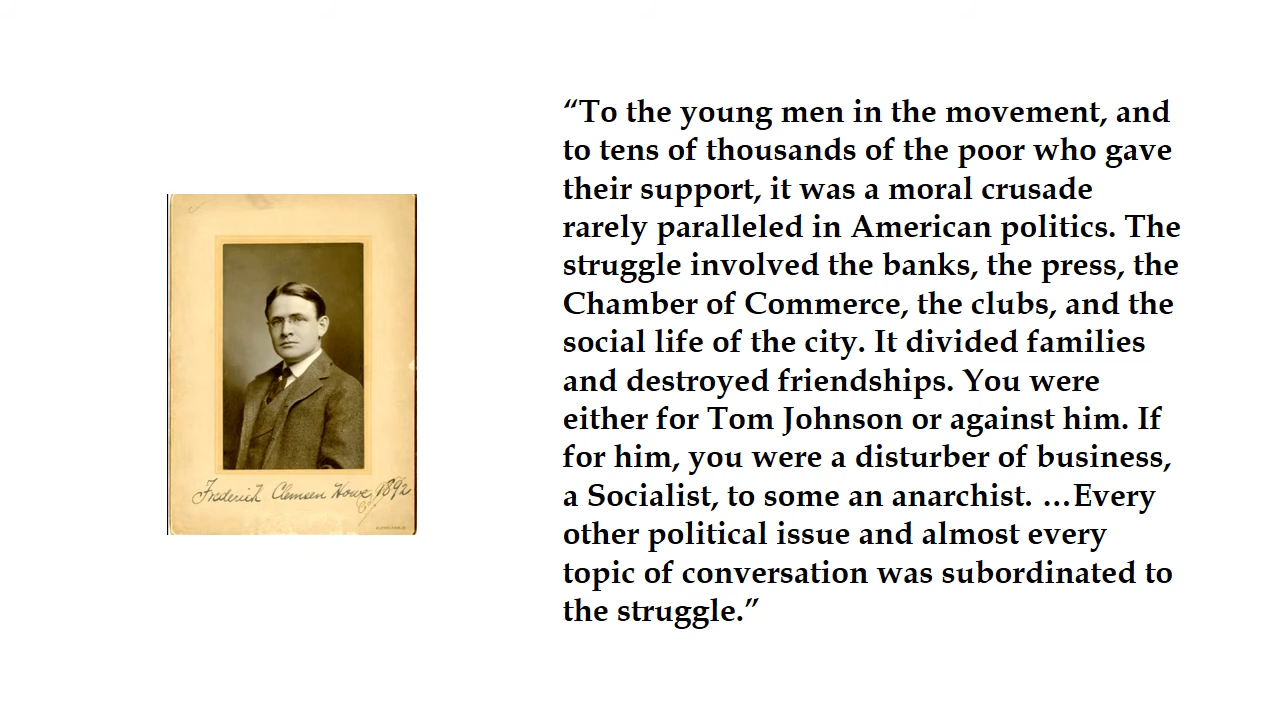 “To the young men in the movement, and
to tens of thousands of the poor who gave
their support, it was a moral crusade
rarely paralleled in American politics. The
struggle involved the banks, the press, the
Chamber of Commerce, the clubs, and the
social life of the city. It divided families
and destroyed friendships. You were
either for Tom Johnson or against him. If
for him, you were a disturber of business,
a Socialist, to some an anarchist. …Every
other political issue and almost every
topic of conversation was subordinated to
the struggle.”
Frederick Clemsen Howe, 1892